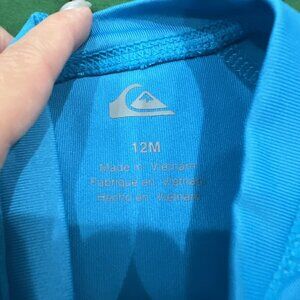 12M
Made in Vietnam
Fabriqué en Vietnam
Hecho en Vietnam